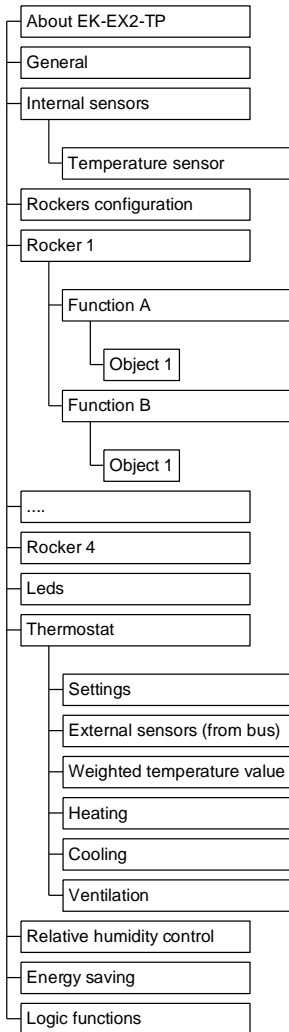 About EK-EX2-TP
General
Internal sensors
Temperature sensor
Rockers configuration
Rocker 1
Function A
Object 1
Function B
Object 1
....
Rocker 4
Leds
Thermostat
Settings
External sensors (from bus)
Weighted temperature value
Heating
Cooling
Ventilation
Relative humidity control
Energy saving
Logic functions